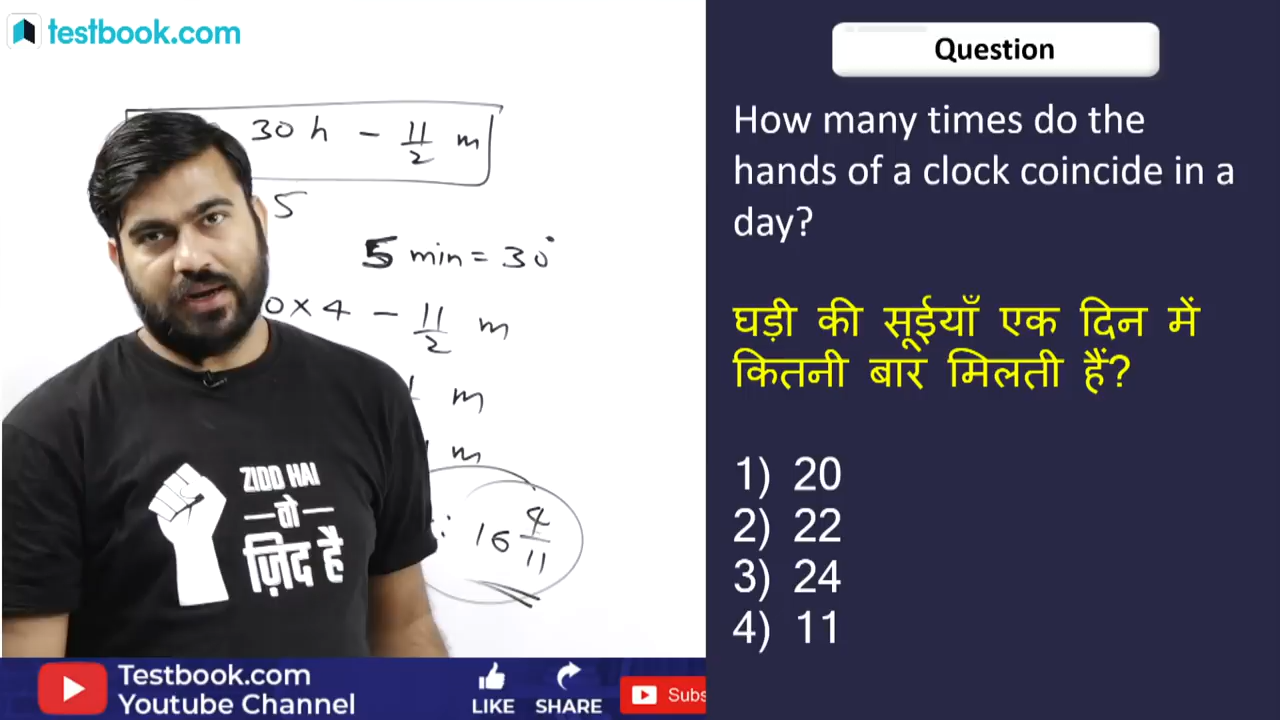 testbook.com
30 h - 11/2 m
5
5 min = 30°
0 × 4 - 11/2 m
m
m
∵ 16 4/11
ZIDD HAI
वो
ज़िद है
Question
How many times do the
hands of a clock coincide in a
day?
घड़ी की सूईयाँ एक दिन में
कितनी बार मिलती हैं?
1) 20
2) 22
3) 24
4) 11
Testbook.com
Youtube Channel
LIKE
SHARE
Subs